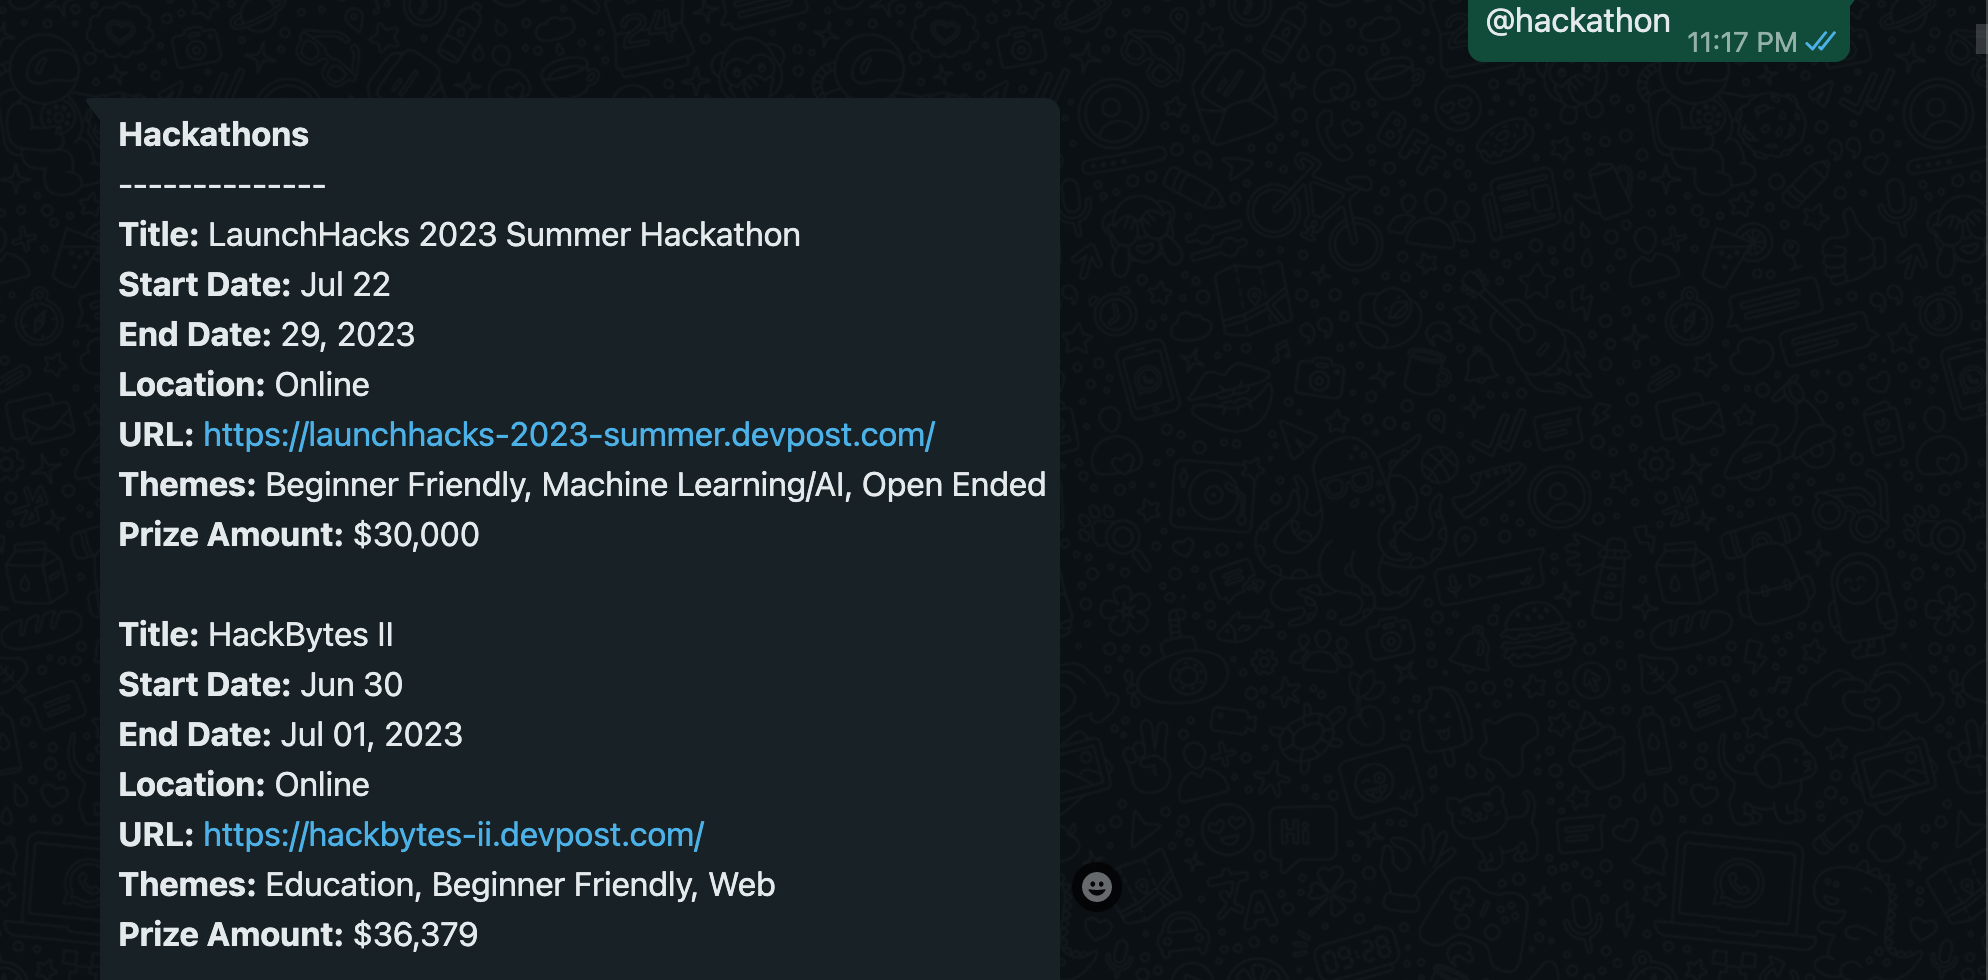 @hackathon
11:17 PM
Hackathons
--------------
Title: LaunchHacks 2023 Summer Hackathon
Start Date: Jul 22
End Date: 29, 2023
Location: Online
URL: https://launchhacks-2023-summer.devpost.com/
Themes: Beginner Friendly, Machine Learning/AI, Open Ended
Prize Amount: $30,000
Title: HackBytes II
Start Date: Jun 30
End Date: Jul 01, 2023
Location: Online
URL: https://hackbytes-ii.devpost.com/
Themes: Education, Beginner Friendly, Web
Prize Amount: $36,379